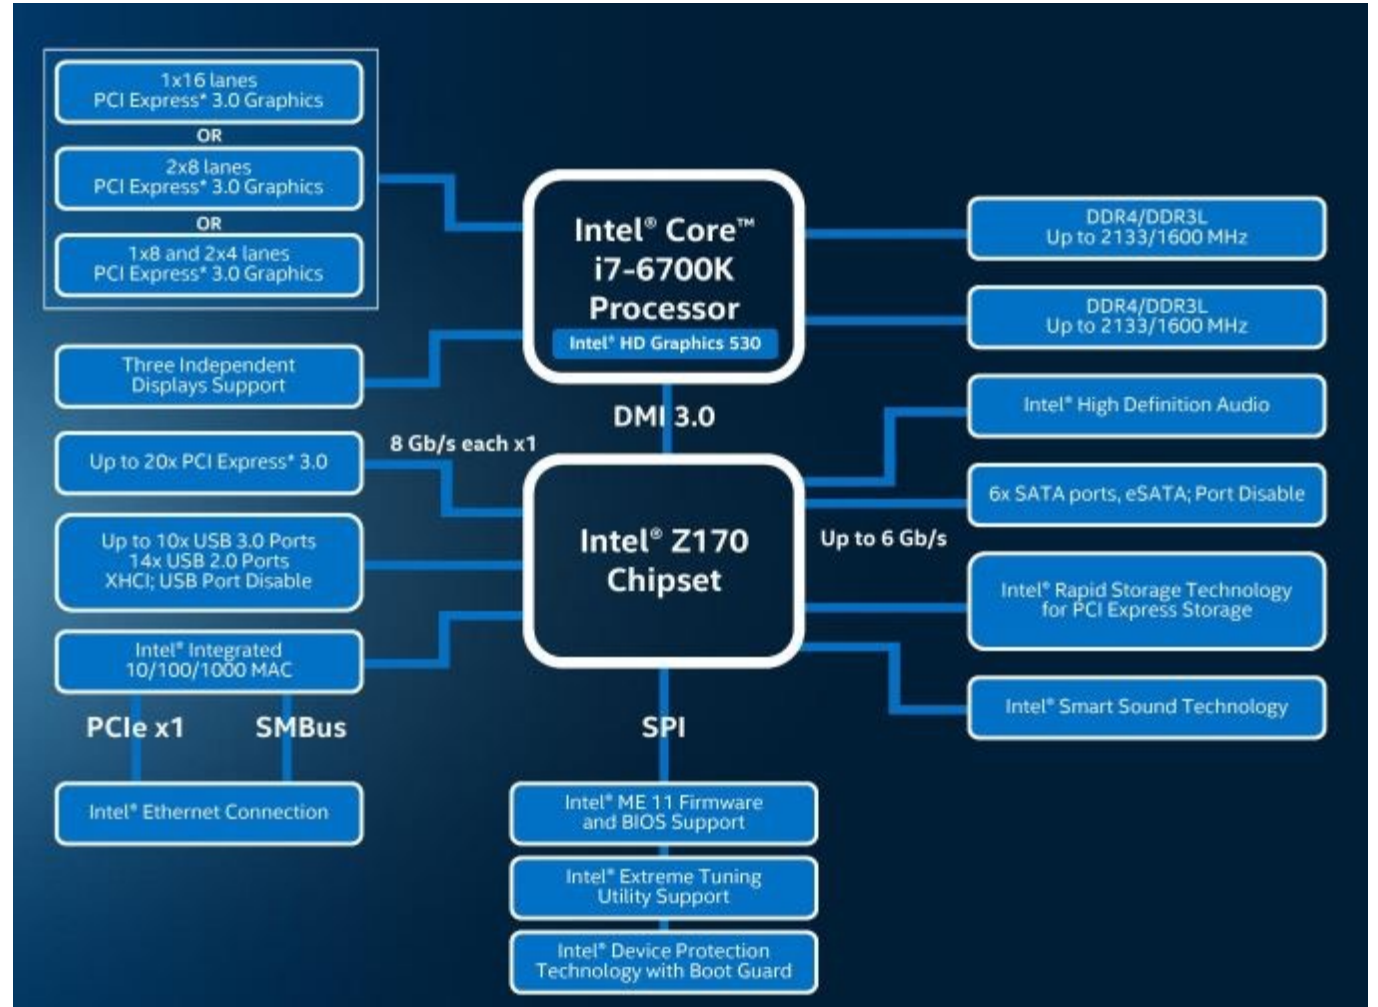 1x16 lanes
PCI Express* 3.0 Graphics
OR
2x8 lanes
PCI Express* 3.0 Graphics
OR
1x8 and 2x4 lanes
PCI Express* 3.0 Graphics
Three Independent
Displays Support
Up to 20x PCI Express* 3.0
8 Gb/s each x1
Up to 10x USB 3.0 Ports
14x USB 2.0 Ports
XHCI; USB Port Disable
Intel® Integrated
10/100/1000 MAC
PCIe x1
SMBus
Intel® Ethernet Connection
Intel® Core™
i7-6700K
Processor
Intel® HD Graphics 530
DMI 3.0
Intel® Z170
Chipset
SPI
Intel® ME 11 Firmware
and BIOS Support
Intel® Extreme Tuning
Utility Support
Intel® Device Protection
Technology with Boot Guard
DDR4/DDR3L
Up to 2133/1600 MHz
DDR4/DDR3L
Up to 2133/1600 MHz
Intel® High Definition Audio
6x SATA ports, eSATA; Port Disable
Up to 6 Gb/s
Intel® Rapid Storage Technology
for PCI Express Storage
Intel® Smart Sound Technology